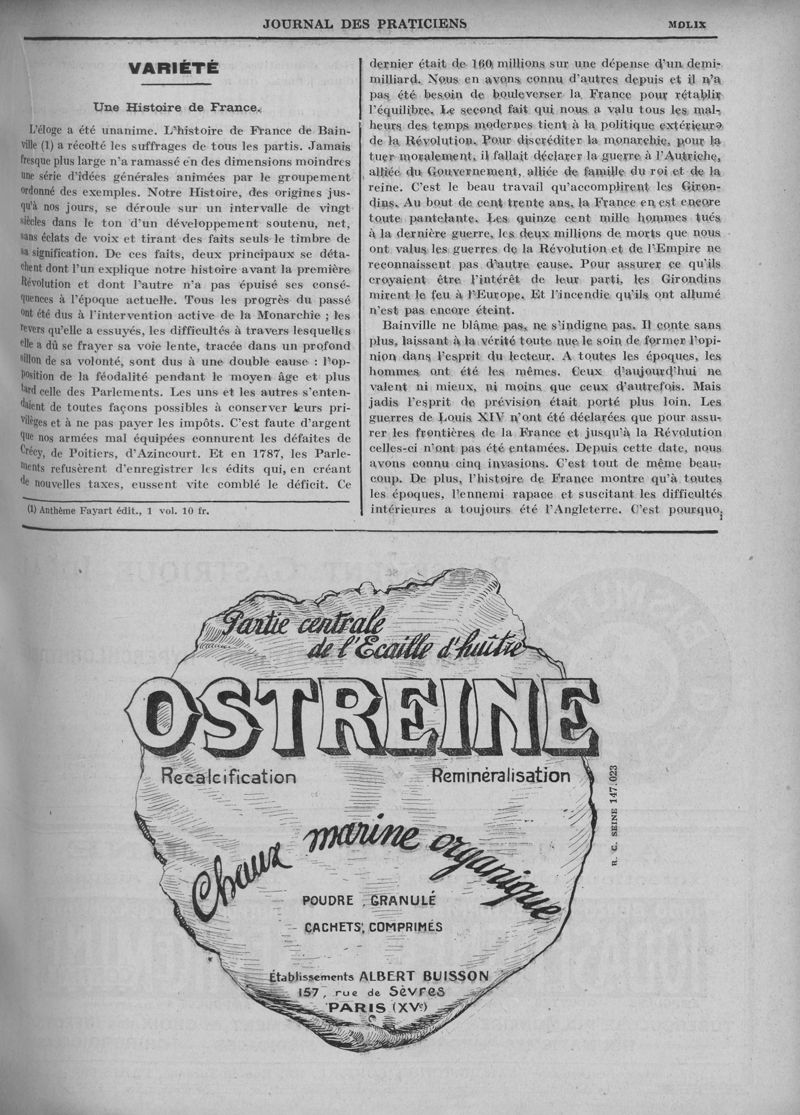 JOURNAL DES PRATICIENS
MDLIX
VARIÉTÉ
Une Histoire de France.
L'éloge a été unanime. L'histoire de France de Bain-
ville (1) a récolté les suffrages de tous les partis. Jamais
fresque plus large n'a ramassé en des dimensions moindres
une série d'idées générales animées par le groupement
ordonné des exemples. Notre Histoire, des origines jus-
qu'à nos jours, se déroule sur un intervalle de vingt
siècles dans le ton d'un développement soutenu, net,
sans éclats de voix et tirant des faits seuls le timbre de
sa signification. De ces faits, deux principaux se déta-
chent dont l'un explique notre histoire avant la première
Révolution et dont l'autre n'a pas épuisé ses consé-
quences à l'époque actuelle. Tous les progrès du passé
ont été dus à l'intervention active de la Monarchie ; les
revers qu'elle a essuyés, les difficultés à travers lesquelles
elle a dû se frayer sa voie lente, tracée dans un profond
sillon de sa volonté, sont dus à une double cause : l'op-
position de la féodalité pendant le moyen âge et plus
tard celle des Parlements. Les uns et les autres s'enten-
daient de toutes façons possibles à conserver leurs pri-
vilèges et à ne pas payer les impôts. C'est faute d'argent
que nos armées mal équipées connurent les défaites de
Crécy, de Poitiers, d'Azincourt. Et en 1787, les Parle-
ments refusèrent d'enregistrer les édits qui, en créant
de nouvelles taxes, eussent vite comblé le déficit. Ce
(1) Anthème Fayart édit., 1 vol. 10 fr.
dernier était de 160 millions sur une dépense d'un demi-
milliard. Nous en avons connu d'autres depuis et il n'a
pas été besoin de bouleverser la France pour rétablir
l'équilibre. Le second fait qui nous a valu tous les mal-
heurs des temps modernes tient à la politique extérieure
de la Révolution. Pour discréditer la monarchie, pour la
tuer moralement, il fallait déclarer la guerre à l'Autriche,
alliée du Gouvernement, alliée de famille du roi et de la
reine. C'est le beau travail qu'accomplirent les Giron-
dins. Au bout de cent trente ans, la France en est encore
toute pantelante. Les quinze cent mille hommes tués
à la dernière guerre, les deux millions de morts que nous
ont valus les guerres de la Révolution et de l'Empire ne
reconnaissent pas d'autre cause. Pour assurer ce qu'ils
croyaient être l'intérêt de leur parti, les Girondins
mirent le feu à l'Europe. Et l'incendie qu'ils ont allumé
n'est pas encore éteint.
Bainville ne blâme pas, ne s'indigne pas. Il conte sans
plus, laissant à la vérité toute nue le soin de former l'opi-
nion dans l'esprit du lecteur. A toutes les époques, les
hommes ont été les mêmes. Ceux d'aujourd'hui ne
valent ni mieux, ni moins que ceux d'autrefois. Mais
jadis l'esprit de prévision était porté plus loin. Les
guerres de Louis XIV n'ont été déclarées que pour assu-
rer les frontières de la France et jusqu'à la Révolution
celles-ci n'ont pas été entamées. Depuis cette date, nous
avons connu cinq invasions. C'est tout de même beau-
coup. De plus, l'histoire de France montre qu'à toutes
les époques, l'ennemi rapace et suscitant les difficultés
intérieures a toujours été l'Angleterre. C'est pourquoi
Partie centrale
de l'Ecaille d'huître
OSTREINE
Recalcification
Reminéralisation
Chaux marine organique
POUDRE, GRANULÉ
CACHETS, COMPRIMÉS
Établissements ALBERT BUISSON
157, rue de Sèvres
PARIS (XVe)
R. C. SEINE 147.023